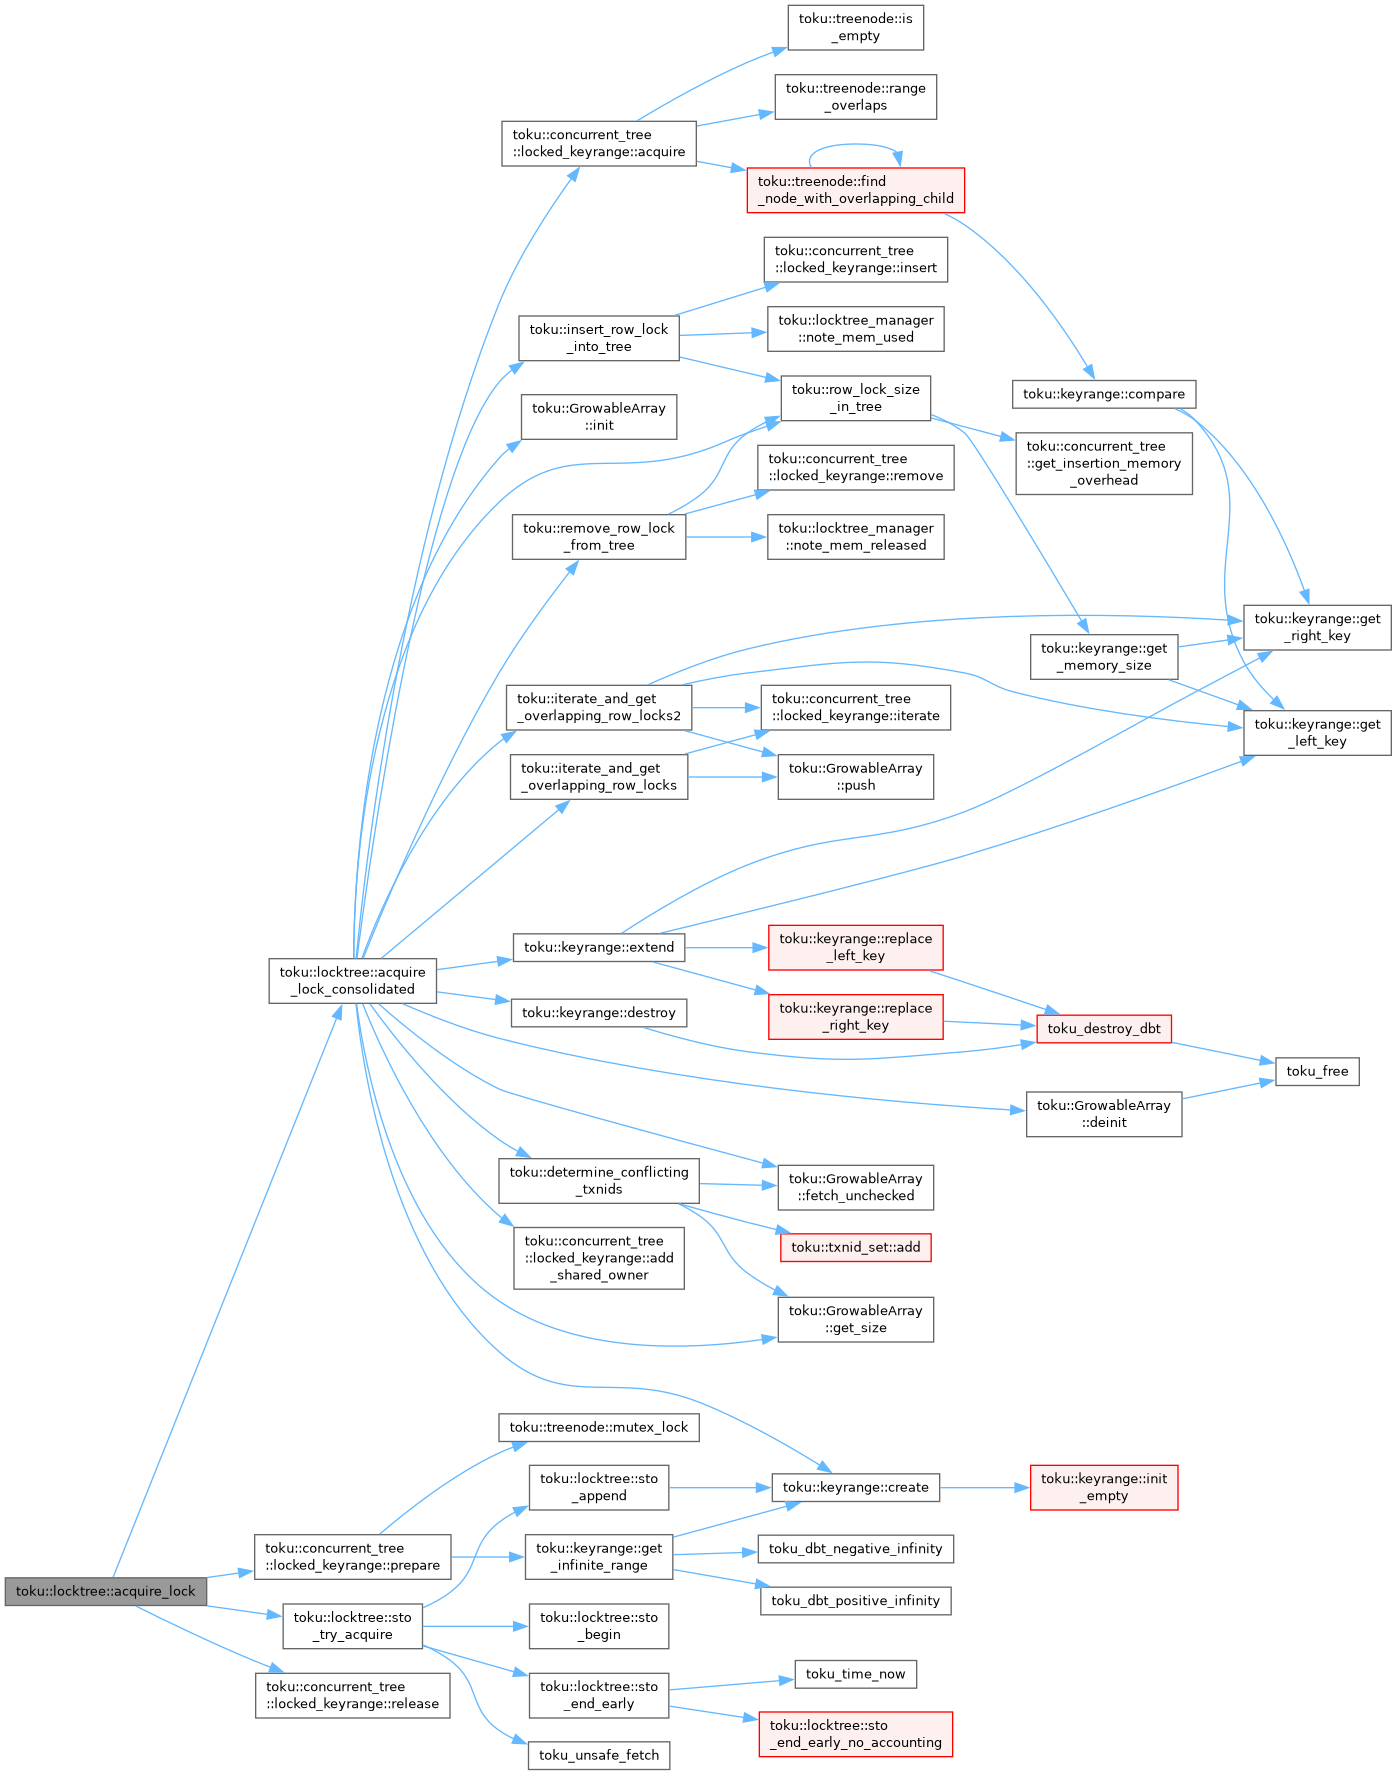 toku::treenode::is
_empty
toku::treenode::range
_overlaps
toku::concurrent_tree
::locked_keyrange::acquire
toku::treenode::find
_node_with_overlapping_child
toku::concurrent_tree
::locked_keyrange::insert
toku::locktree_manager
::note_mem_used
toku::insert_row_lock
_into_tree
toku::row_lock_size
_in_tree
toku::keyrange::compare
toku::GrowableArray
::init
toku::concurrent_tree
::get_insertion_memory
_overhead
toku::concurrent_tree
::locked_keyrange::remove
toku::remove_row_lock
_from_tree
toku::locktree_manager
::note_mem_released
toku::keyrange::get
_right_key
toku::keyrange::get
_memory_size
toku::iterate_and_get
_overlapping_row_locks2
toku::concurrent_tree
::locked_keyrange::iterate
toku::keyrange::get
_left_key
toku::iterate_and_get
_overlapping_row_locks
toku::GrowableArray
::push
toku::keyrange::extend
toku::keyrange::replace
_left_key
toku::locktree::acquire
_lock_consolidated
toku::keyrange::destroy
toku::keyrange::replace
_right_key
toku_destroy_dbt
toku_free
toku::GrowableArray
::deinit
toku::determine_conflicting
_txnids
toku::GrowableArray
::fetch_unchecked
toku::concurrent_tree
::locked_keyrange::add
_shared_owner
toku::txnid_set::add
toku::GrowableArray
::get_size
toku::treenode::mutex_lock
toku::locktree::sto
_append
toku::keyrange::create
toku::keyrange::init
_empty
toku::concurrent_tree
::locked_keyrange::prepare
toku::keyrange::get
_infinite_range
toku_dbt_negative_infinity
toku_dbt_positive_infinity
toku::locktree::acquire_lock
toku::locktree::sto
_try_acquire
toku::locktree::sto
_begin
toku::concurrent_tree
::locked_keyrange::release
toku::locktree::sto
_end_early
toku_time_now
toku::locktree::sto
_end_early_no_accounting
toku_unsafe_fetch